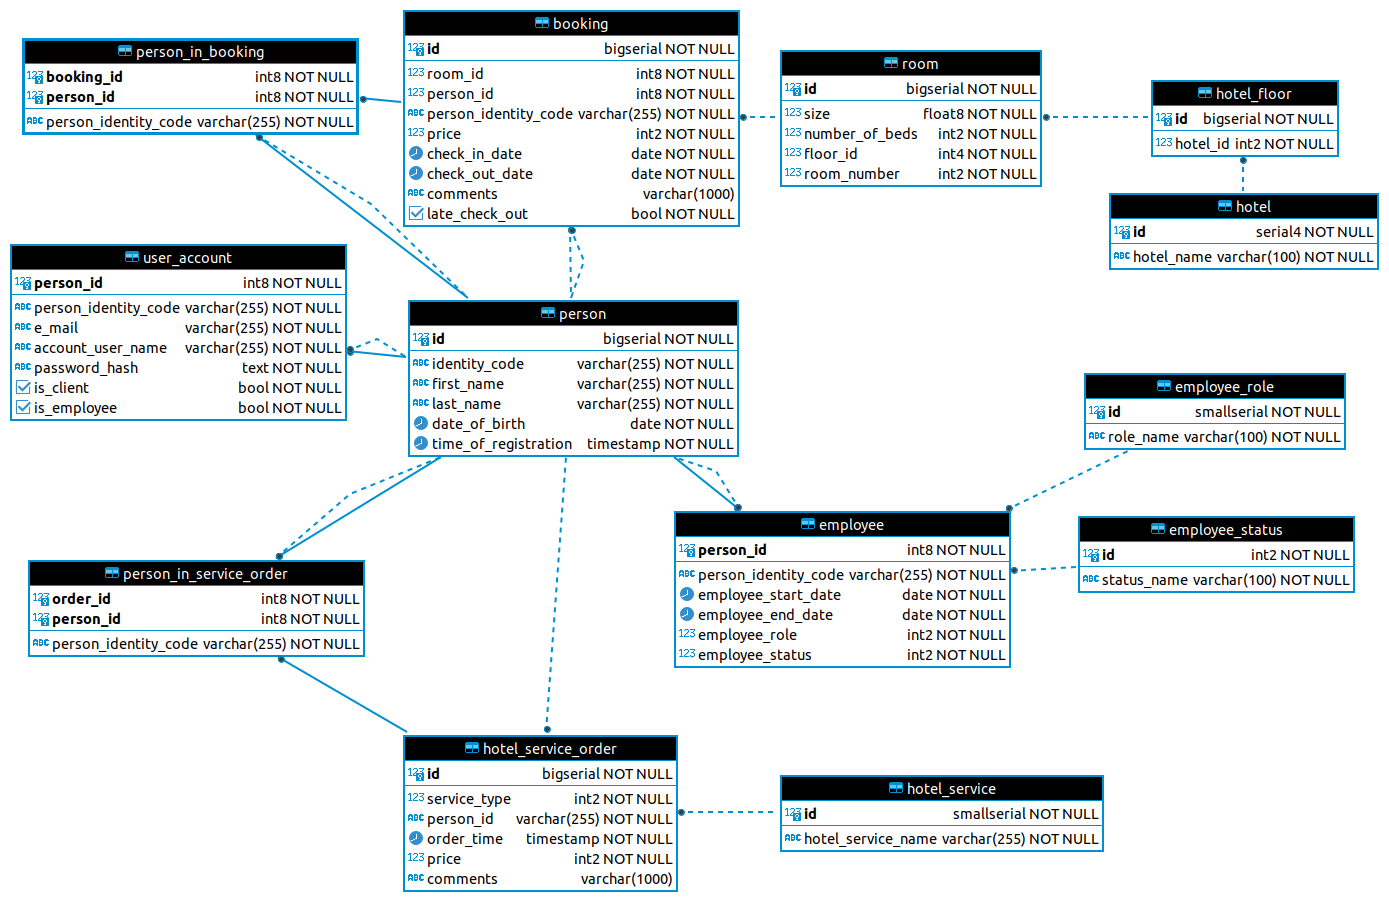 person_in_booking
booking_id int8 NOT NULL
person_id int8 NOT NULL
person_identity_code varchar(255) NOT NULL
booking
id bigserial NOT NULL
room_id int8 NOT NULL
person_id int8 NOT NULL
person_identity_code varchar(255) NOT NULL
price int2 NOT NULL
check_in_date date NOT NULL
check_out_date date NOT NULL
comments varchar(1000)
late_check_out bool NOT NULL
room
id bigserial NOT NULL
size float8 NOT NULL
number_of_beds int2 NOT NULL
floor_id int4 NOT NULL
room_number int2 NOT NULL
hotel_floor
id bigserial NOT NULL
hotel_id int2 NOT NULL
hotel
id serial4 NOT NULL
hotel_name varchar(100) NOT NULL
user_account
person_id int8 NOT NULL
person_identity_code varchar(255) NOT NULL
e_mail varchar(255) NOT NULL
account_user_name varchar(255) NOT NULL
password_hash text NOT NULL
is_client bool NOT NULL
is_employee bool NOT NULL
person
id bigserial NOT NULL
identity_code varchar(255) NOT NULL
first_name varchar(255) NOT NULL
last_name varchar(255) NOT NULL
date_of_birth date NOT NULL
time_of_registration timestamp NOT NULL
employee_role
id smallserial NOT NULL
role_name varchar(100) NOT NULL
employee
person_id int8 NOT NULL
person_identity_code varchar(255) NOT NULL
employee_start_date date NOT NULL
employee_end_date date NOT NULL
employee_role int2 NOT NULL
employee_status int2 NOT NULL
employee_status
id int2 NOT NULL
status_name varchar(100) NOT NULL
person_in_service_order
order_id int8 NOT NULL
person_id int8 NOT NULL
person_identity_code varchar(255) NOT NULL
hotel_service_order
id bigserial NOT NULL
service_type int2 NOT NULL
person_id varchar(255) NOT NULL
order_time timestamp NOT NULL
price int2 NOT NULL
comments varchar(1000)
hotel_service
id smallserial NOT NULL
hotel_service_name varchar(255) NOT NULL